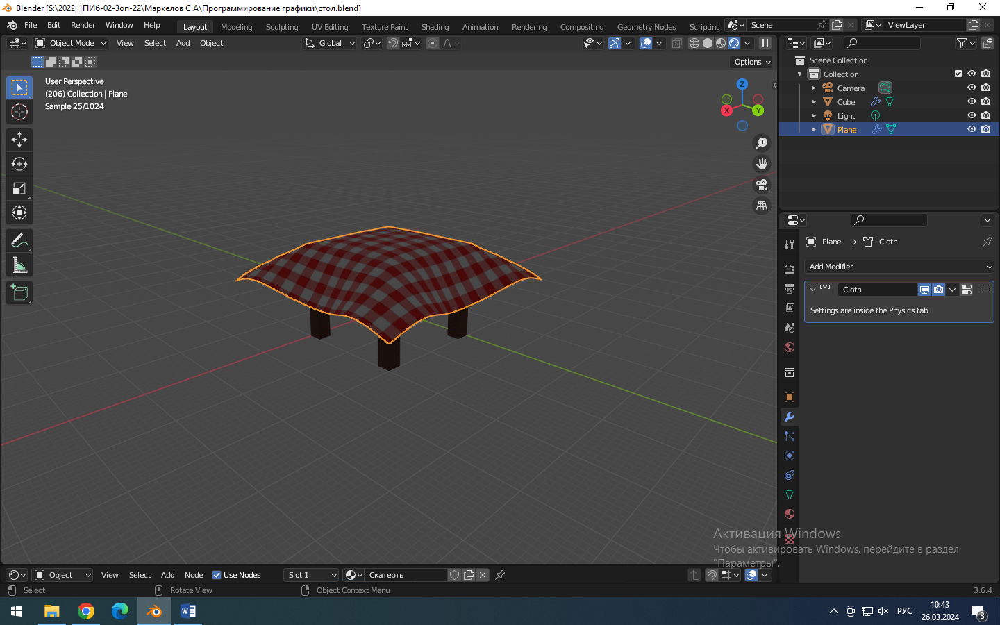 Blender [S:\2022_1ПИб-02-3оп-22\Маркелов С.А\Программирование графики\стол.blend]
File Edit Render Window Help Layout Modeling Sculpting UV Editing Texture Paint Shading Animation Rendering Compositing Geometry Nodes Scripting Scene ViewLayer
Object Mode View Select Add Object Global
Options
User Perspective
(206) Collection | Plane
Sample 25/1024
Z
X
Y
Scene Collection
Collection
Camera
Cube
Light
Plane
Plane Cloth
Add Modifier
Cloth
Settings are inside the Physics tab
Активация Windows
Чтобы активировать Windows, перейдите в раздел
"Параметры".
Object View Select Add Node Use Nodes Slot 1 Скатерть
Select Rotate View Object Context Menu 3.6.4
РУС
10:43
26.03.2024
3